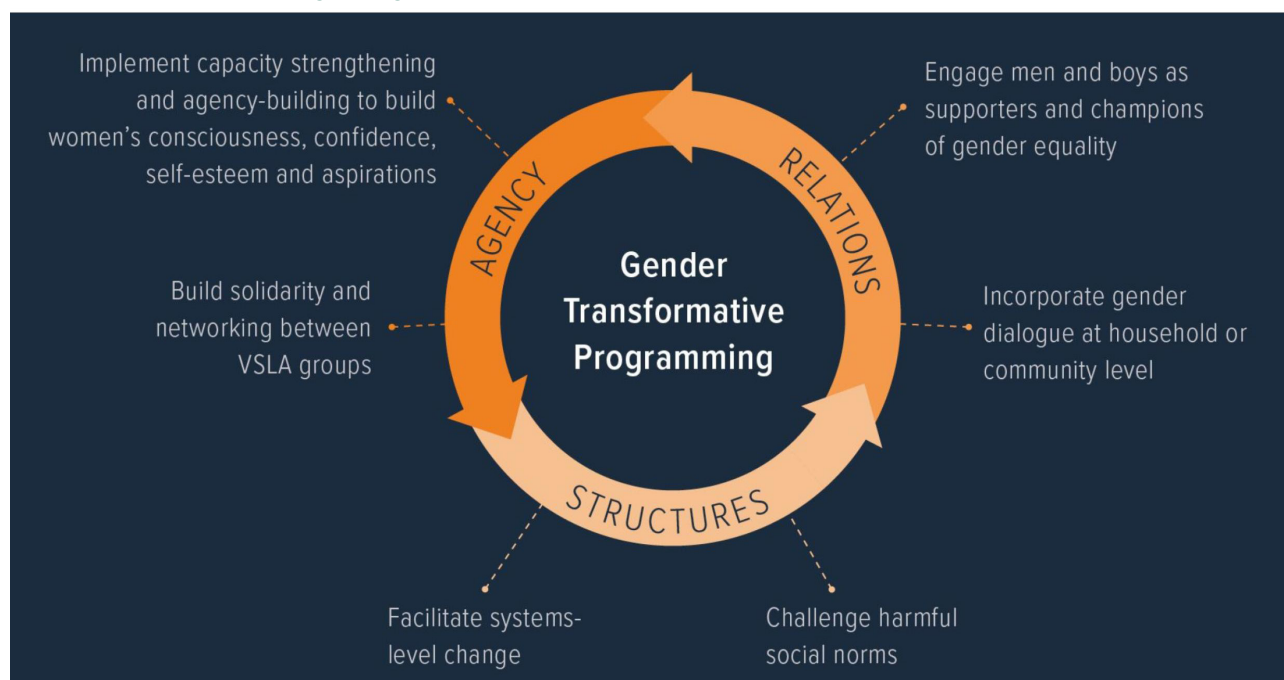 Implement capacity strengthening
and agency-building to build
women's consciousness, confidence,
self-esteem and aspirations
Build solidarity and
networking between
VSLA groups
AGENCY
Gender
Transformative
Programming
RELATIONS
Engage men and boys as
supporters and champions
of gender equality
Incorporate gender
dialogue at household or
community level
STRUCTURES
Facilitate systems-
level change
Challenge harmful
social norms